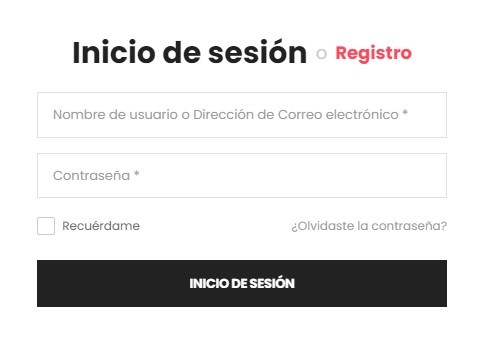 Inicio de sesión o Registro
Nombre de usuario o Dirección de Correo electrónico *
Contraseña *
Recuérdame ¿Olvidaste la contraseña?
INICIO DE SESIÓN